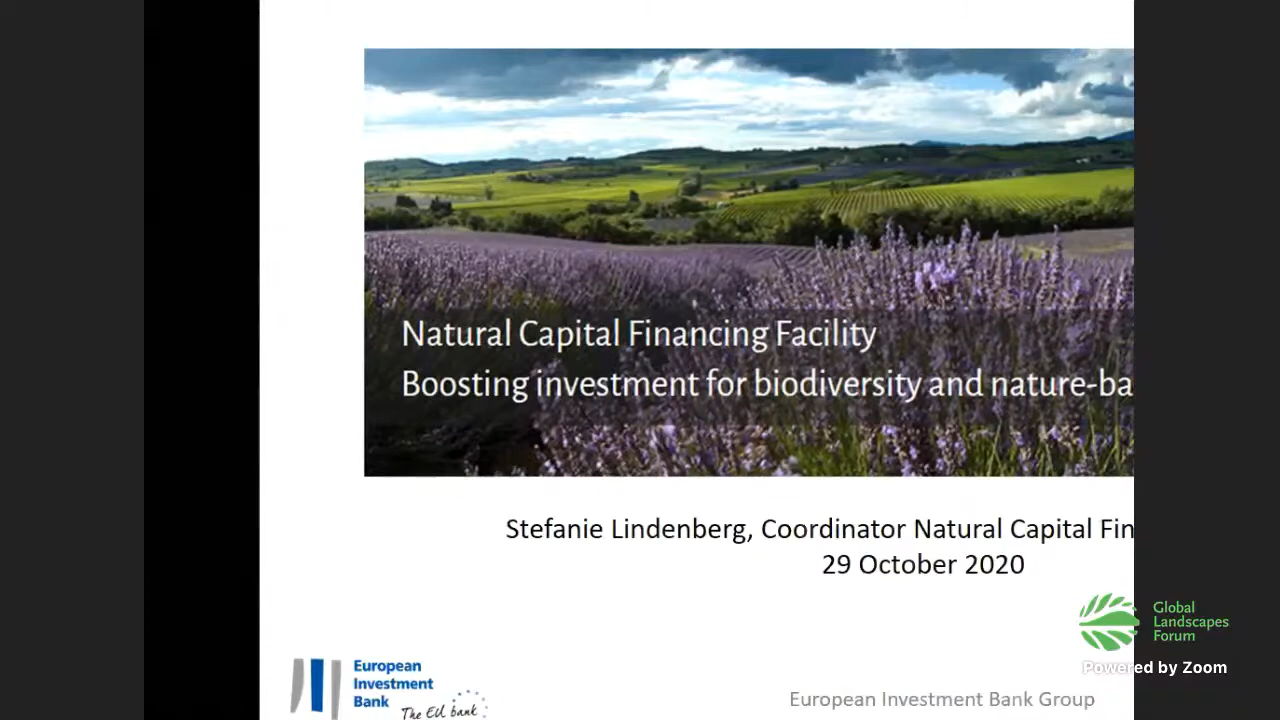 Natural Capital Financing Facility
Boosting investment for biodiversity and nature-ba
Stefanie Lindenberg, Coordinator Natural Capital Fin
29 October 2020
Global
Landscapes
Forum
Powered by Zoom
European
Investment
Bank
The EU bank
European Investment Bank Group